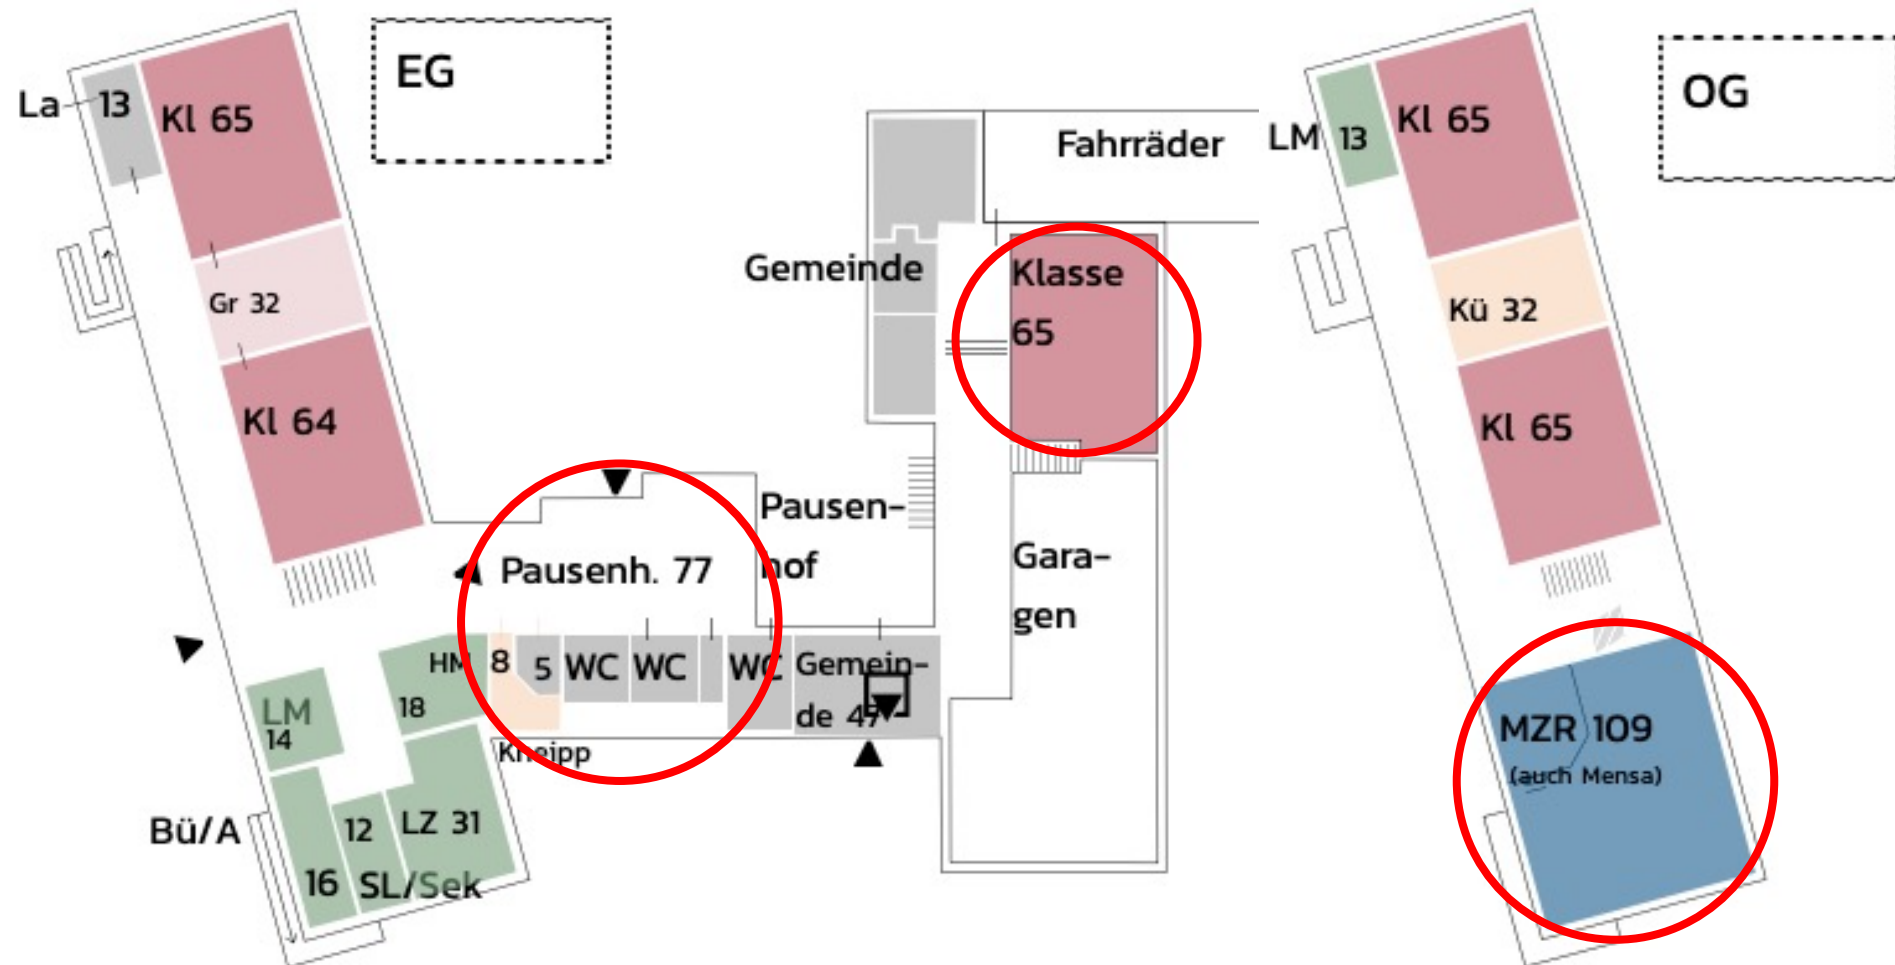 EG
La
13
Kl 65
Gr 32
Kl 64
Fahrräder
Gemeinde
Klasse
65
Pausen-
hof
Pausenh. 77
Gara-
gen
HM
18
8
5
WC
WC
WC
Gemein-
de 47
Kneipp
LM
14
Bü/A
16
12
LZ 31
SL/Sek
OG
LM
13
Kl 65
Kü 32
Kl 65
MZR 109
(auch Mensa)